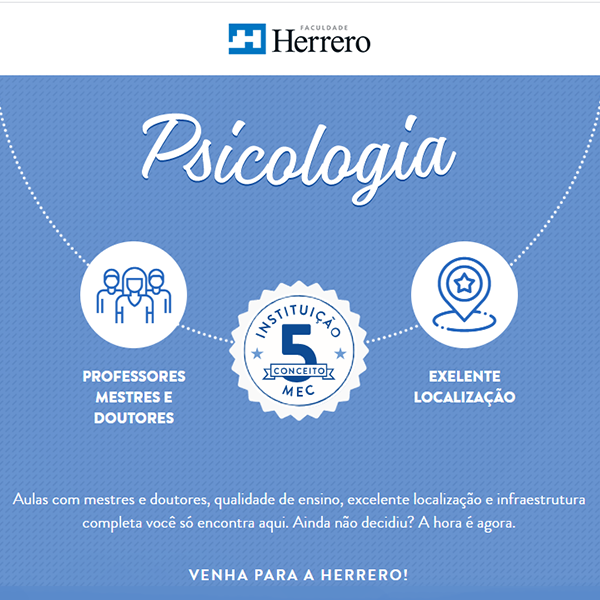 FACULDADE
Herrero
Psicologia
INSTITUIÇÃO
5
CONCEITO
MEC
PROFESSORES
MESTRES E
DOUTORES
EXELENTE
LOCALIZAÇÃO
Aulas com mestres e doutores, qualidade de ensino, excelente localização e infraestrutura
completa você só encontra aqui. Ainda não decidiu? A hora é agora.
VENHA PARA A HERRERO!